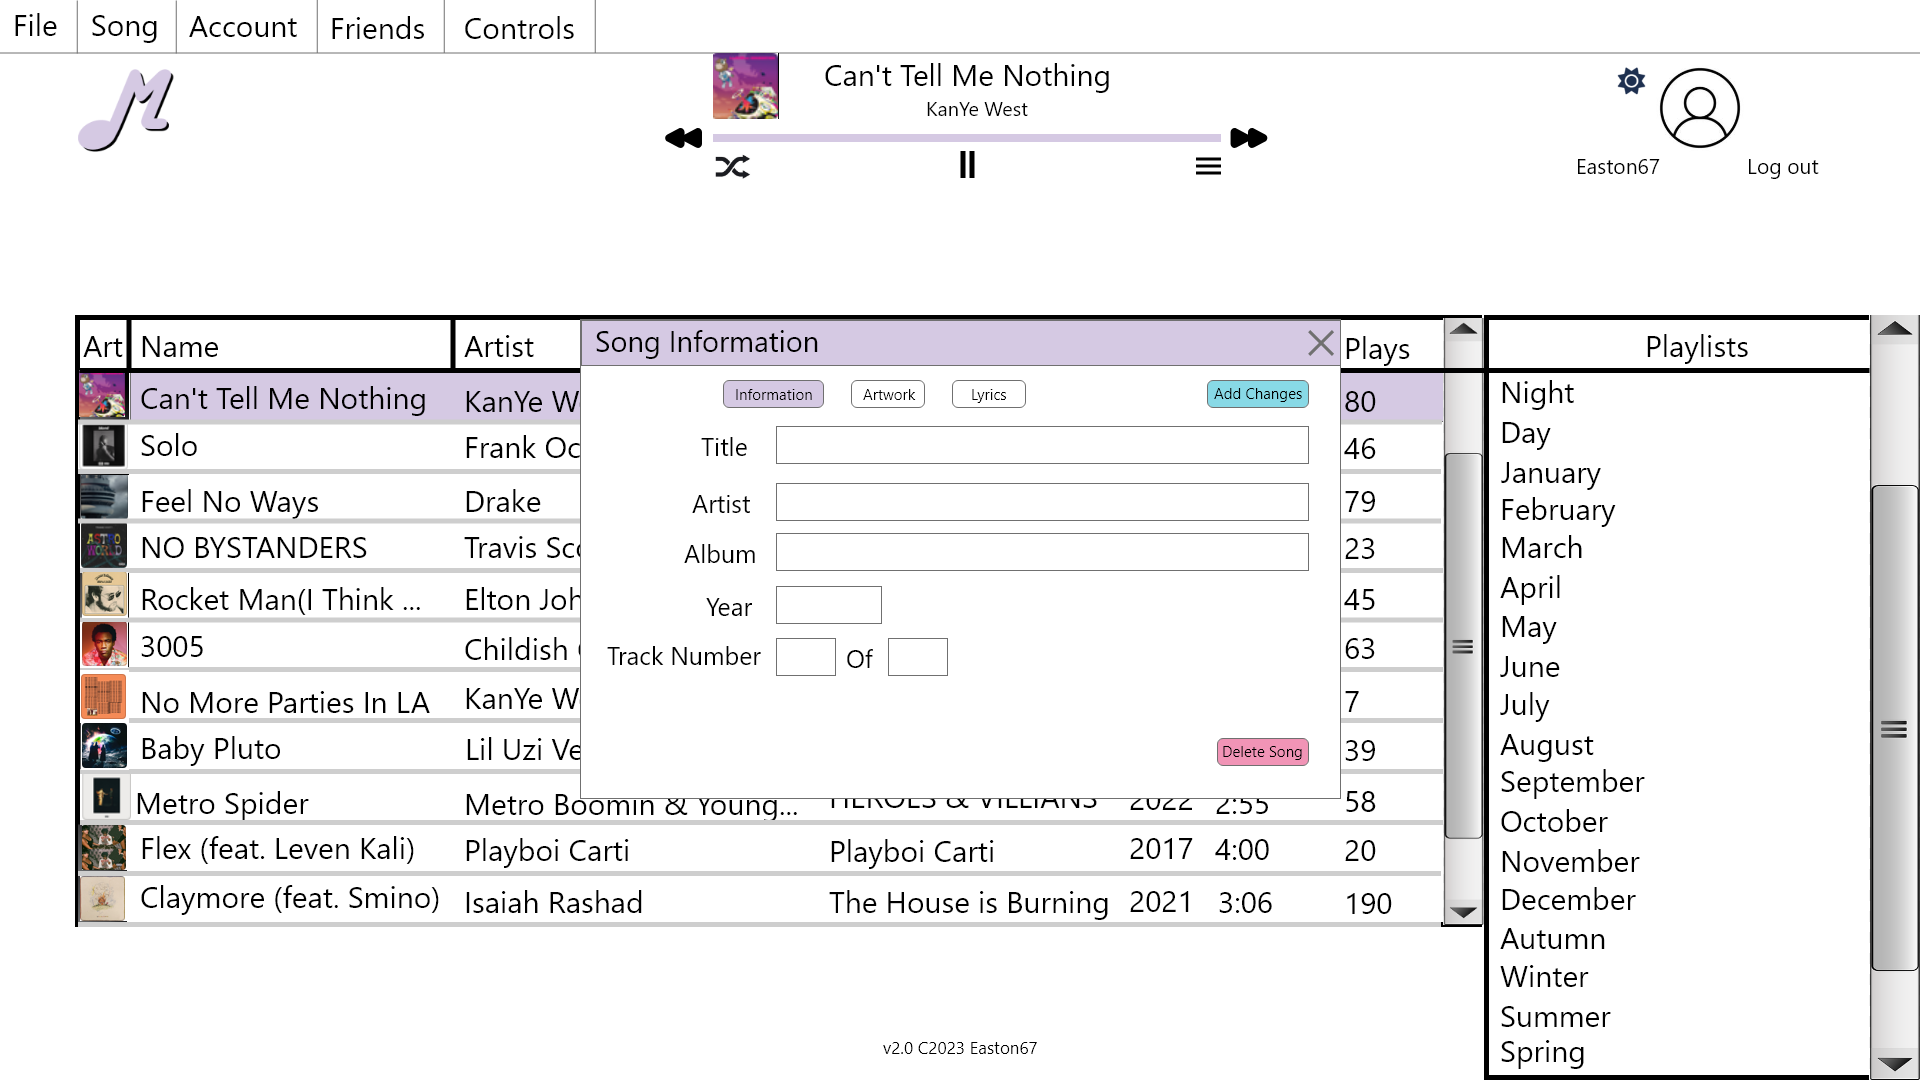 File Song Account Friends Controls
Can't Tell Me Nothing
KanYe West
Easton67 Log out
Art Name Artist Plays
Can't Tell Me Nothing KanYe W 80
Solo Frank Oc 46
Feel No Ways Drake 79
NO BYSTANDERS Travis Sc 23
Rocket Man(I Think ... Elton Joh 45
3005 Childish 63
No More Parties In LA KanYe W 7
Baby Pluto Lil Uzi Ve 39
Metro Spider Metro Boomin & Young... HEROES & VILLIANS 2022 2:55 58
Flex (feat. Leven Kali) Playboi Carti Playboi Carti 2017 4:00 20
Claymore (feat. Smino) Isaiah Rashad The House is Burning 2021 3:06 190
Song Information
Information Artwork Lyrics Add Changes
Title
Artist
Album
Year
Track Number Of
Delete Song
Playlists
Night
Day
January
February
March
April
May
June
July
August
September
October
November
December
Autumn
Winter
Summer
Spring
v2.0 C2023 Easton67